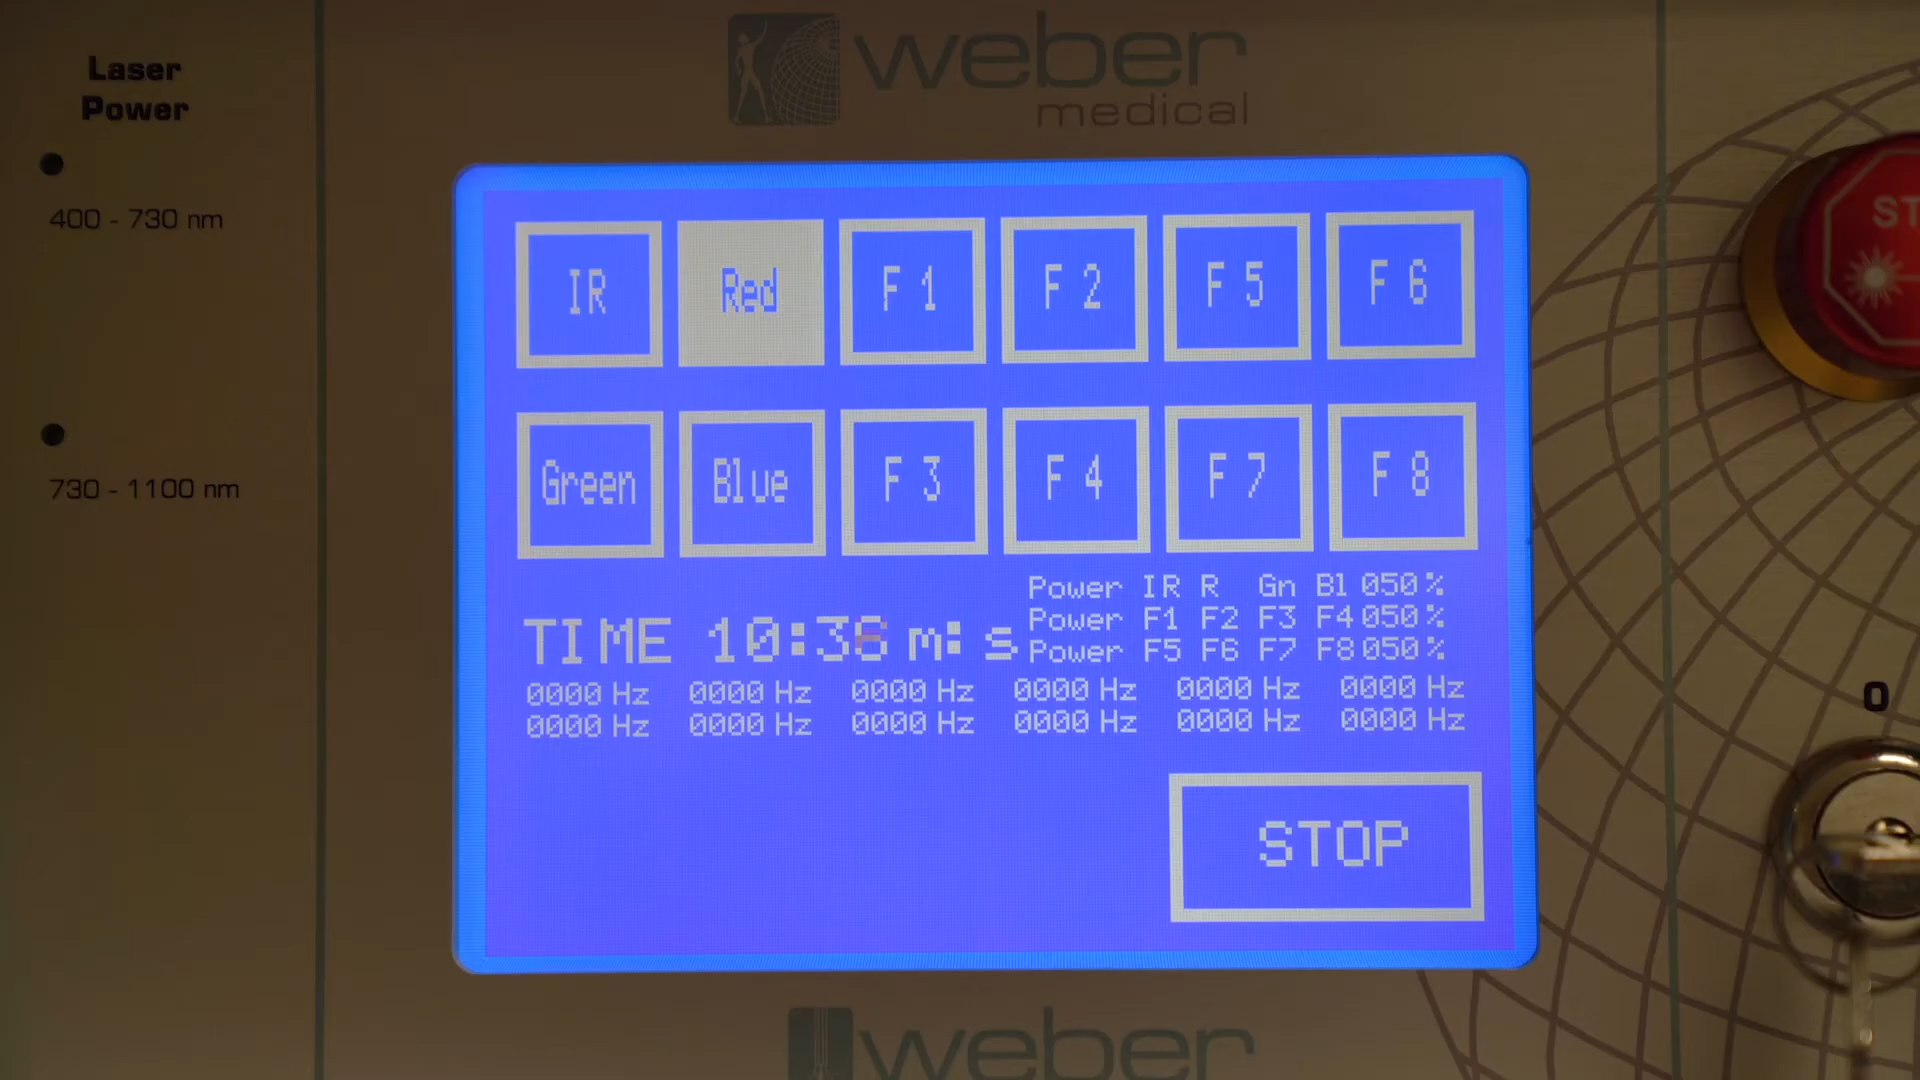 Laser
Power
400 - 730 nm
730 - 1100 nm
weber
medical
IR Red F 1 F 2 F 5 F 6
Green Blue F 3 F 4 F 7 F 8
Power IR R Gn Bl 050 %
Power F1 F2 F3 F4 050 %
Power F5 F6 F7 F8 050 %
TIME 10:36 m: s
0000 Hz 0000 Hz 0000 Hz 0000 Hz 0000 Hz 0000 Hz
0000 Hz 0000 Hz 0000 Hz 0000 Hz 0000 Hz 0000 Hz
STOP
0
weber